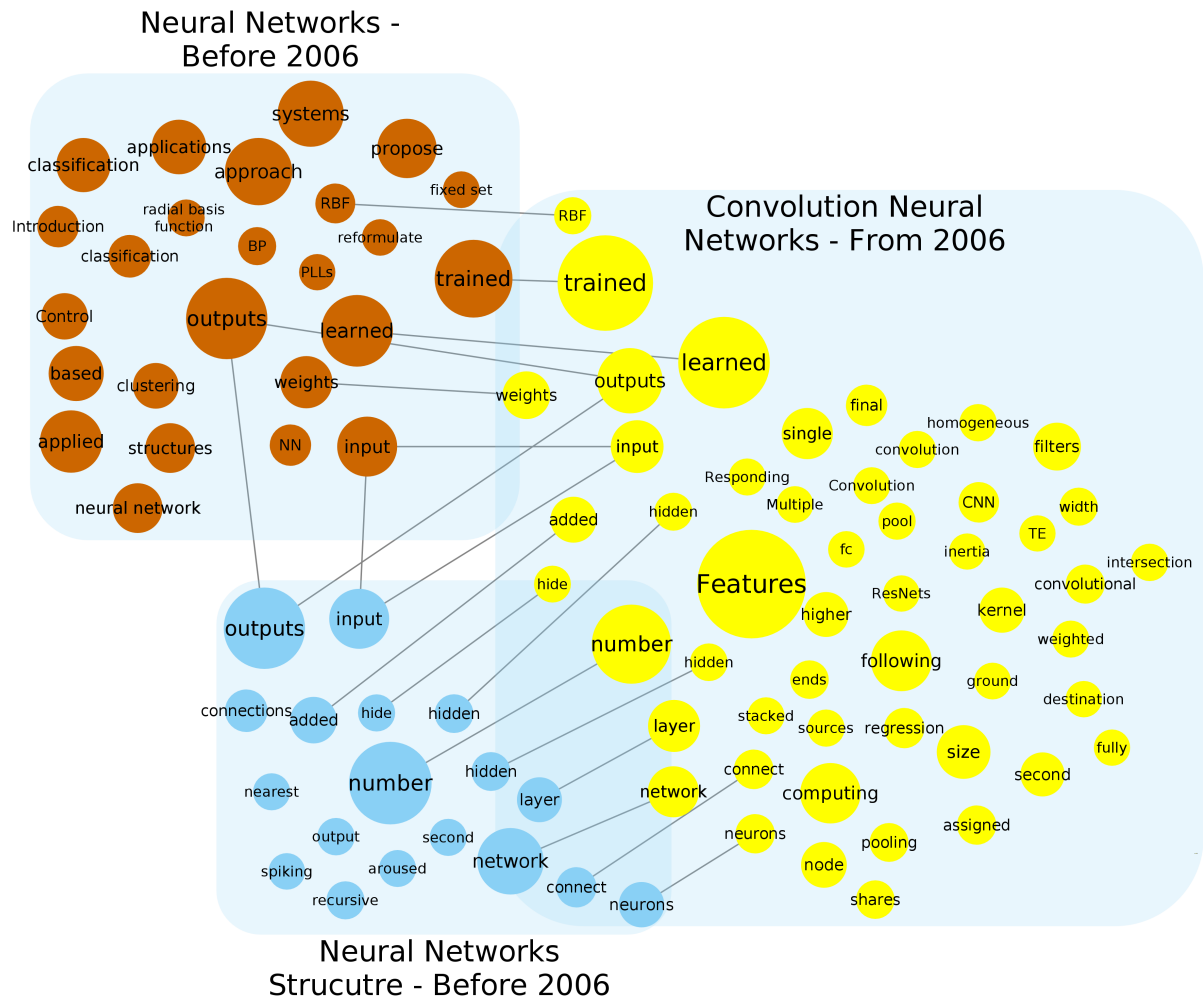 Neural Networks -
Before 2006
systems
applications
propose
classification
approach
fixed set
RBF
radial basis
function
Introduction
reformulate
BP
classification
PLLs
trained
Control
outputs
learned
based
clustering
weights
applied
structures
NN
input
neural network
Convolution Neural
Networks - From 2006
RBF
trained
learned
outputs
weights
final
single
homogeneous
input
convolution
filters
Responding
Convolution
Multiple
CNN
width
added
hidden
pool
TE
fc
inertia
intersection
hide
Features
ResNets
convolutional
higher
kernel
number
weighted
following
hidden
ends
ground
destination
layer
stacked
sources
regression
fully
size
connect
second
network
computing
neurons
assigned
pooling
node
shares
outputs
input
connections
added
hide
hidden
number
hidden
nearest
layer
output
second
network
spiking
aroused
recursive
connect
neurons
Neural Networks
Strucutre - Before 2006